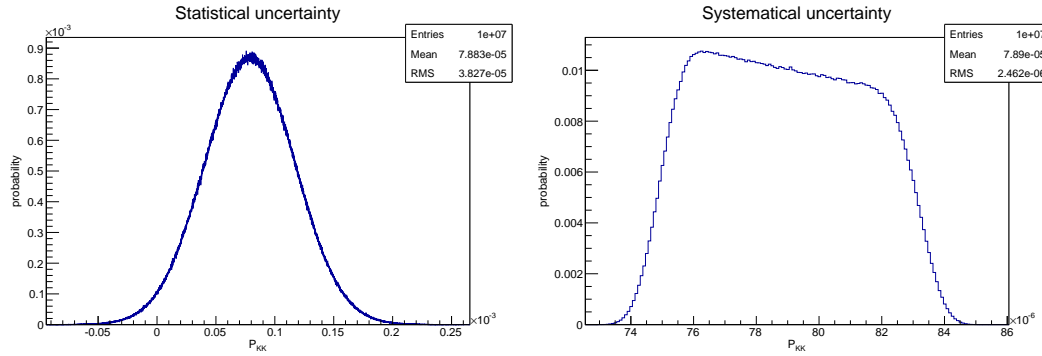 Statistical uncertainty
×10⁻³
Entries 1e+07
Mean 7.883e-05
RMS 3.827e-05
probability
0.9
0.8
0.7
0.6
0.5
0.4
0.3
0.2
0.1
0
-0.05 0 0.05 0.1 0.15 0.2 0.25
×10⁻³
P_KK
Systematical uncertainty
Entries 1e+07
Mean 7.89e-05
RMS 2.462e-06
probability
0.01
0.008
0.006
0.004
0.002
0
74 76 78 80 82 84 86
×10⁻⁶
P_KK